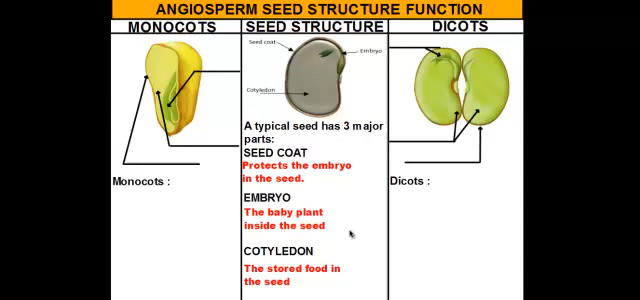 ANGIOSPERM SEED STRUCTURE FUNCTION
MONOCOTS
SEED STRUCTURE
DICOTS
Seed coat
Embryo
Cotyledon
A typical seed has 3 major
parts:
SEED COAT
Protects the embryo
in the seed.
EMBRYO
The baby plant
inside the seed
COTYLEDON
The stored food in
the seed
Monocots :
Dicots :